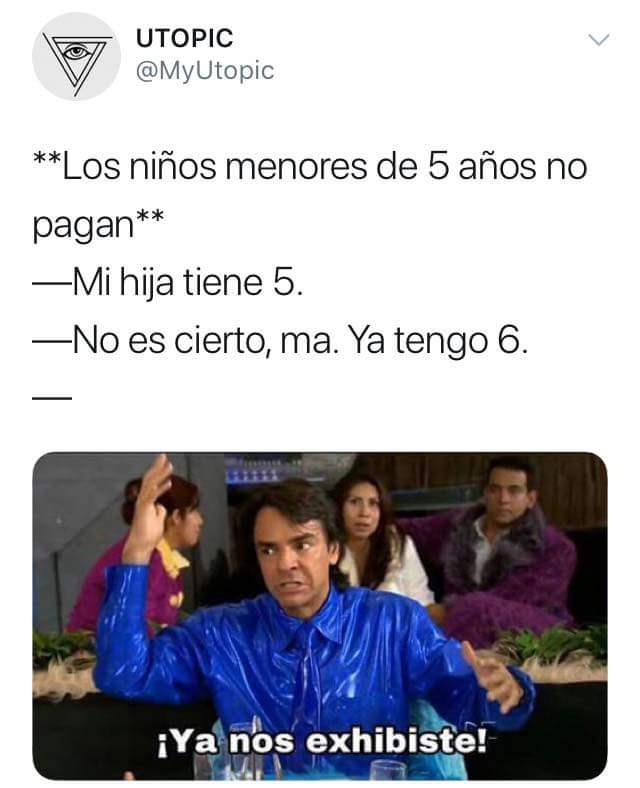 UTOPIC
@MyUtopic
**Los niños menores de 5 años no
pagan**
—Mi hija tiene 5.
—No es cierto, ma. Ya tengo 6.
—
¡Ya nos exhibiste!